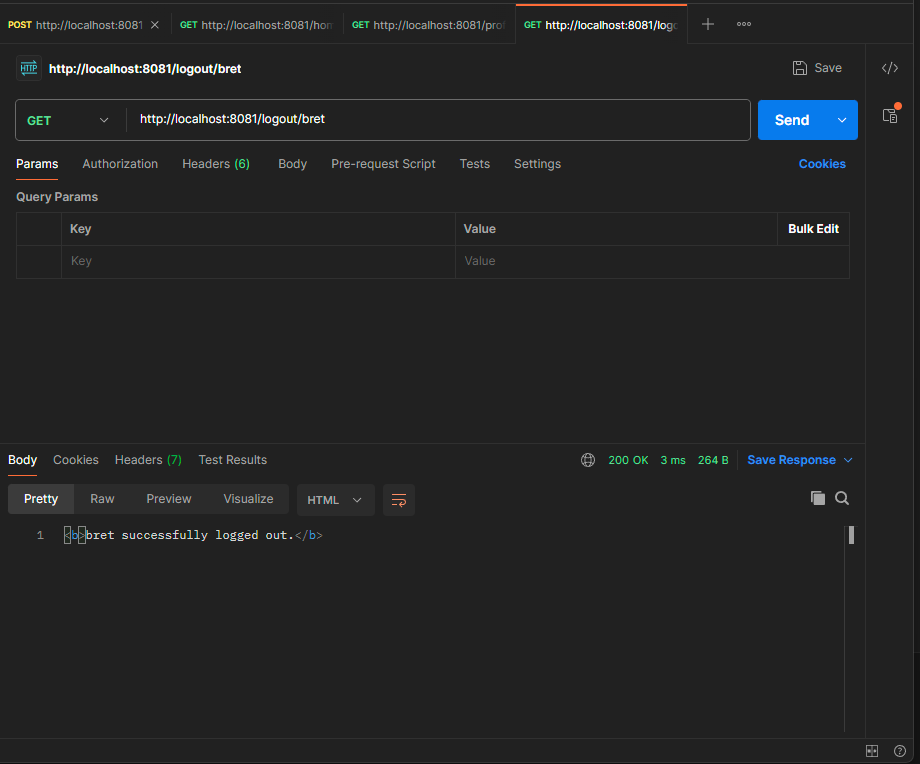 POST http://localhost:8081 GET http://localhost:8081/hon GET http://localhost:8081/prof GET http://localhost:8081/logo
HTTP http://localhost:8081/logout/bret Save
GET http://localhost:8081/logout/bret Send
Params Authorization Headers (6) Body Pre-request Script Tests Settings Cookies
Query Params
Key Value Bulk Edit
Key Value
Body Cookies Headers (7) Test Results 200 OK 3 ms 264 B Save Response
Pretty Raw Preview Visualize HTML
1 <b>bret successfully logged out.</b>